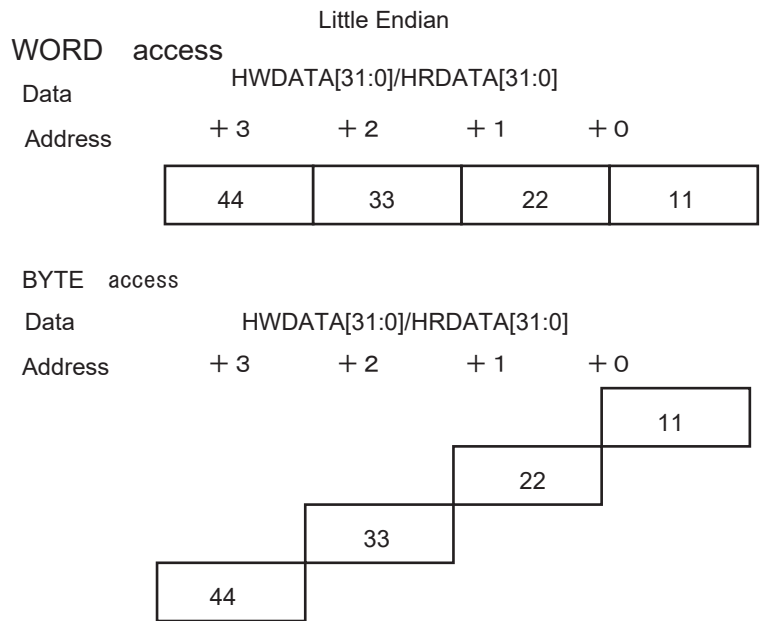 Little Endian
WORD access
Data HWDATA[31:0]/HRDATA[31:0]
Address +3 +2 +1 +0
44 33 22 11
BYTE access
Data HWDATA[31:0]/HRDATA[31:0]
Address +3 +2 +1 +0
11
22
33
44